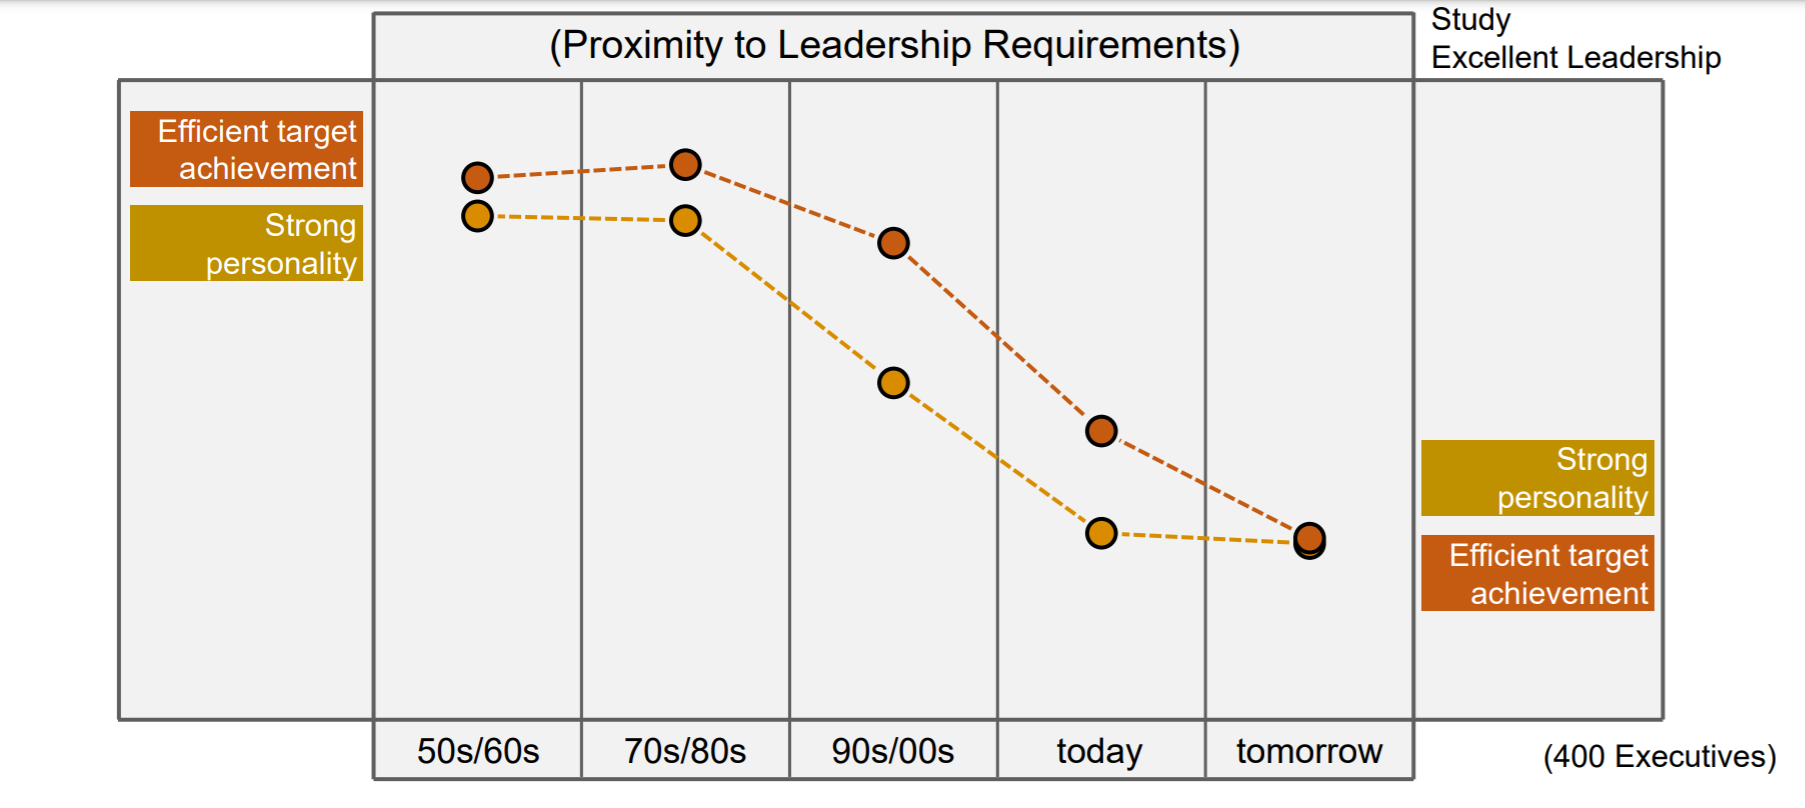 (Proximity to Leadership Requirements)
Study
Excellent Leadership
Efficient target
achievement
Strong
personality
Strong
personality
Efficient target
achievement
50s/60s
70s/80s
90s/00s
today
tomorrow
(400 Executives)